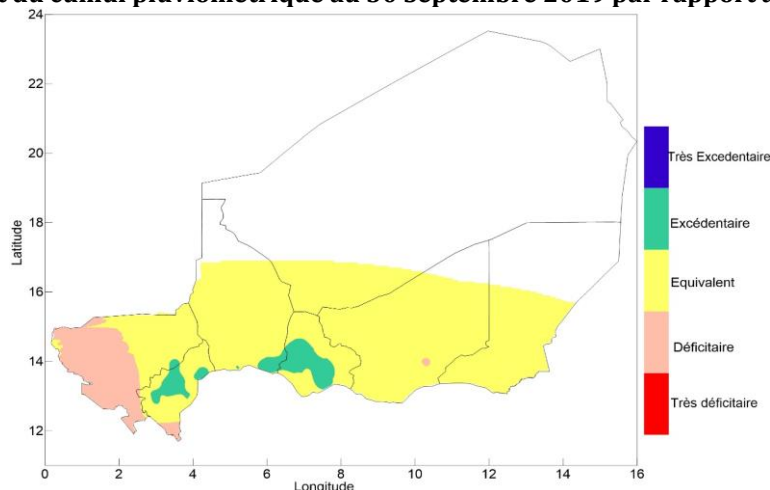 du cumul pluviométrique au 30 septembre 2019 par rapport
24
22
20
18
16
14
12
Latitude
0 2 4 6 8 10 12 14 16
Longitude
Très Excedentaire
Excédentaire
Equivalent
Déficitaire
Très déficitaire